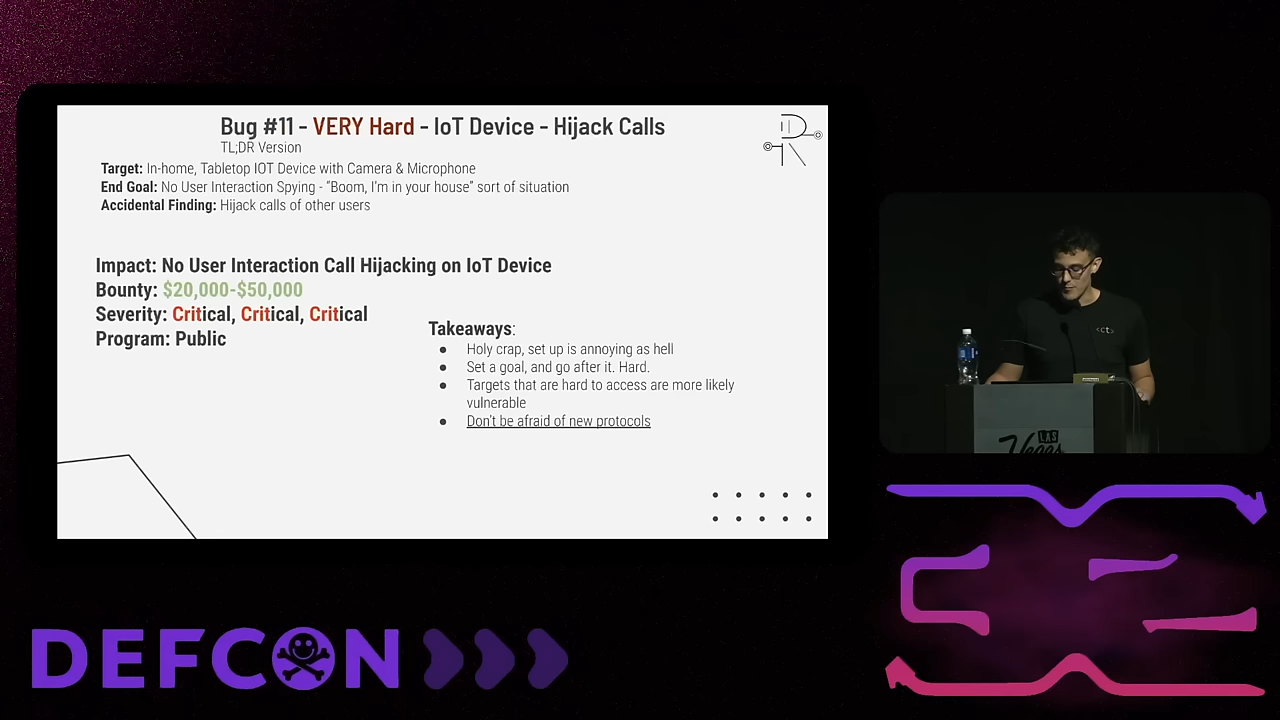 Bug #11 - VERY Hard - IoT Device - Hijack Calls
TL;DR Version
Target: In-home, Tabletop IOT Device with Camera & Microphone
End Goal: No User Interaction Spying - “Boom, I’m in your house” sort of situation
Accidental Finding: Hijack calls of other users
Impact: No User Interaction Call Hijacking on IoT Device
Bounty: $20,000-$50,000
Severity: Critical, Critical, Critical
Program: Public
Takeaways:
● Holy crap, set up is annoying as hell
● Set a goal, and go after it. Hard.
● Targets that are hard to access are more likely
vulnerable
● Don't be afraid of new protocols
LAS
Vegas
DEFCON